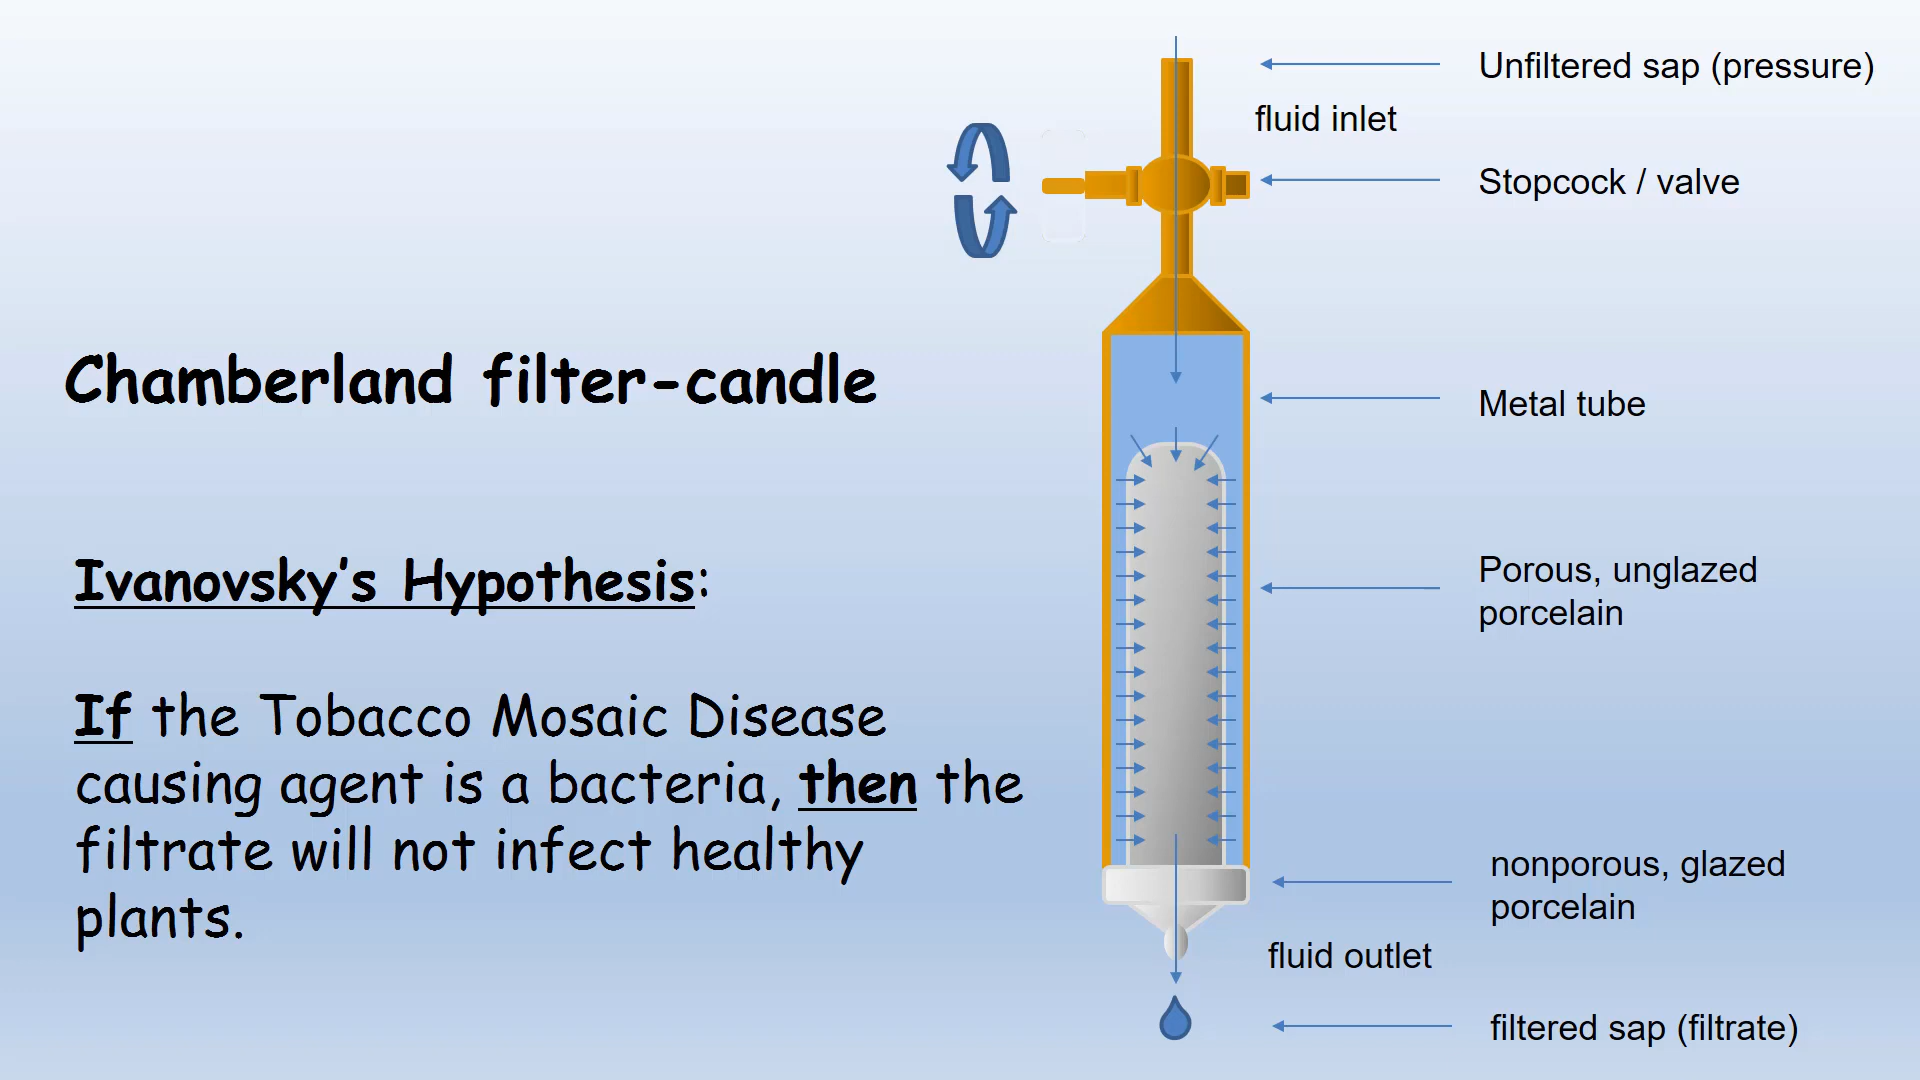 Chamberland filter-candle
Ivanovsky's Hypothesis:
If the Tobacco Mosaic Disease
causing agent is a bacteria, then the
filtrate will not infect healthy
plants.
Unfiltered sap (pressure)
fluid inlet
Stopcock / valve
Metal tube
Porous, unglazed
porcelain
nonporous, glazed
porcelain
fluid outlet
filtered sap (filtrate)